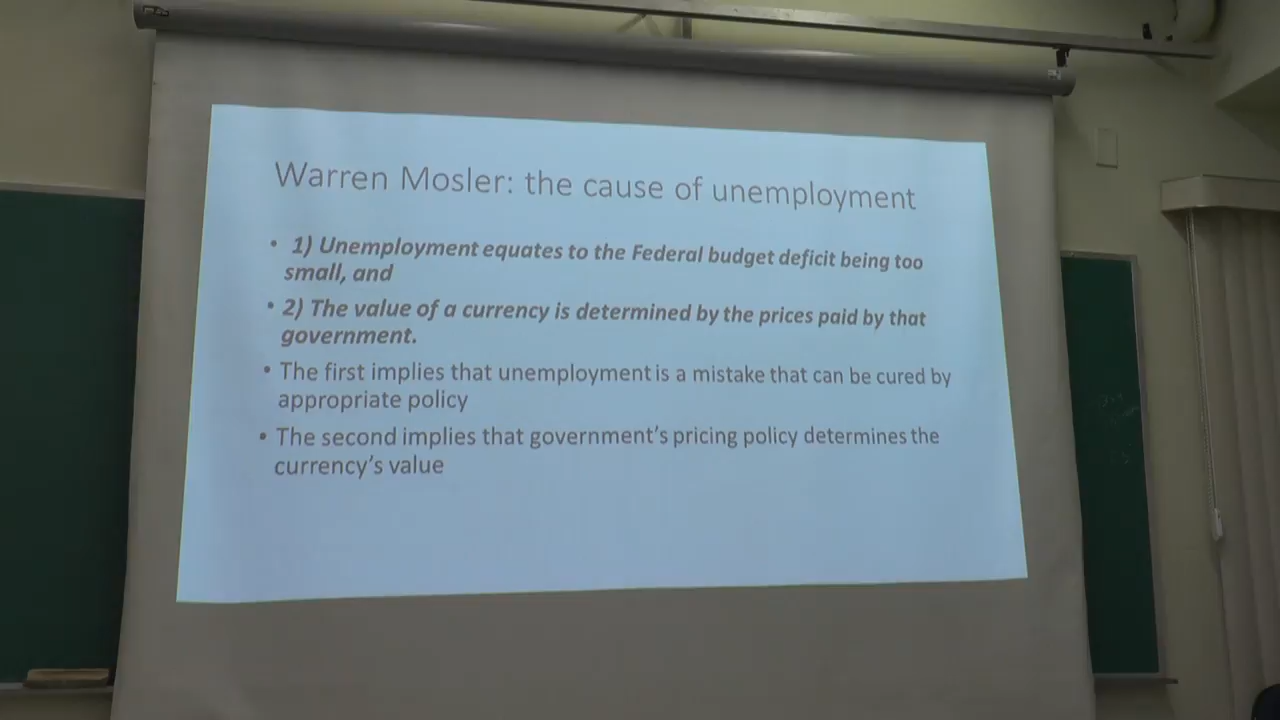 Warren Mosler: the cause of unemployment
• 1) Unemployment equates to the Federal budget deficit being too
small, and
• 2) The value of a currency is determined by the prices paid by that
government.
• The first implies that unemployment is a mistake that can be cured by
appropriate policy
• The second implies that government's pricing policy determines the
currency's value